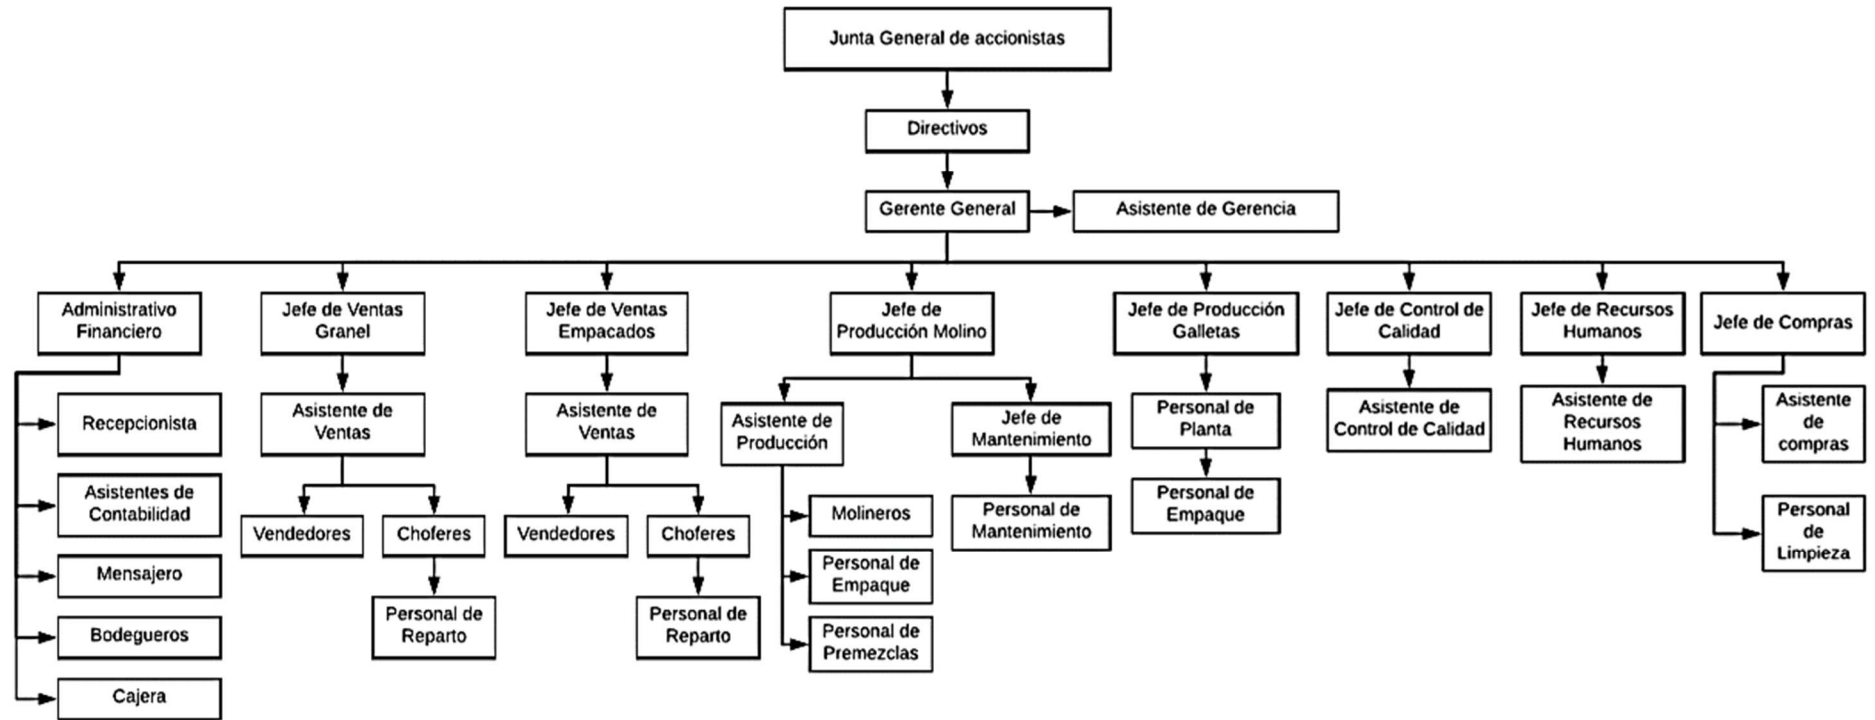 Junta General de accionistas
Directivos
Gerente General
Asistente de Gerencia
Administrativo
Financiero
Jefe de Ventas
Granel
Jefe de Ventas
Empacados
Jefe de
Producción Molino
Jefe de Producción
Galletas
Jefe de Control de
Calidad
Jefe de Recursos
Humanos
Jefe de Compras
Recepcionista
Asistentes de
Contabilidad
Mensajero
Bodegueros
Cajera
Asistente de
Ventas
Vendedores
Choferes
Personal de
Reparto
Asistente de
Ventas
Vendedores
Choferes
Personal de
Reparto
Asistente de
Producción
Molineros
Personal de
Empaque
Personal de
Premezclas
Jefe de
Mantenimiento
Personal de
Mantenimiento
Personal de
Planta
Personal de
Empaque
Asistente de
Control de Calidad
Asistente de
Recursos
Humanos
Asistente
de
compras
Personal
de
Limpieza